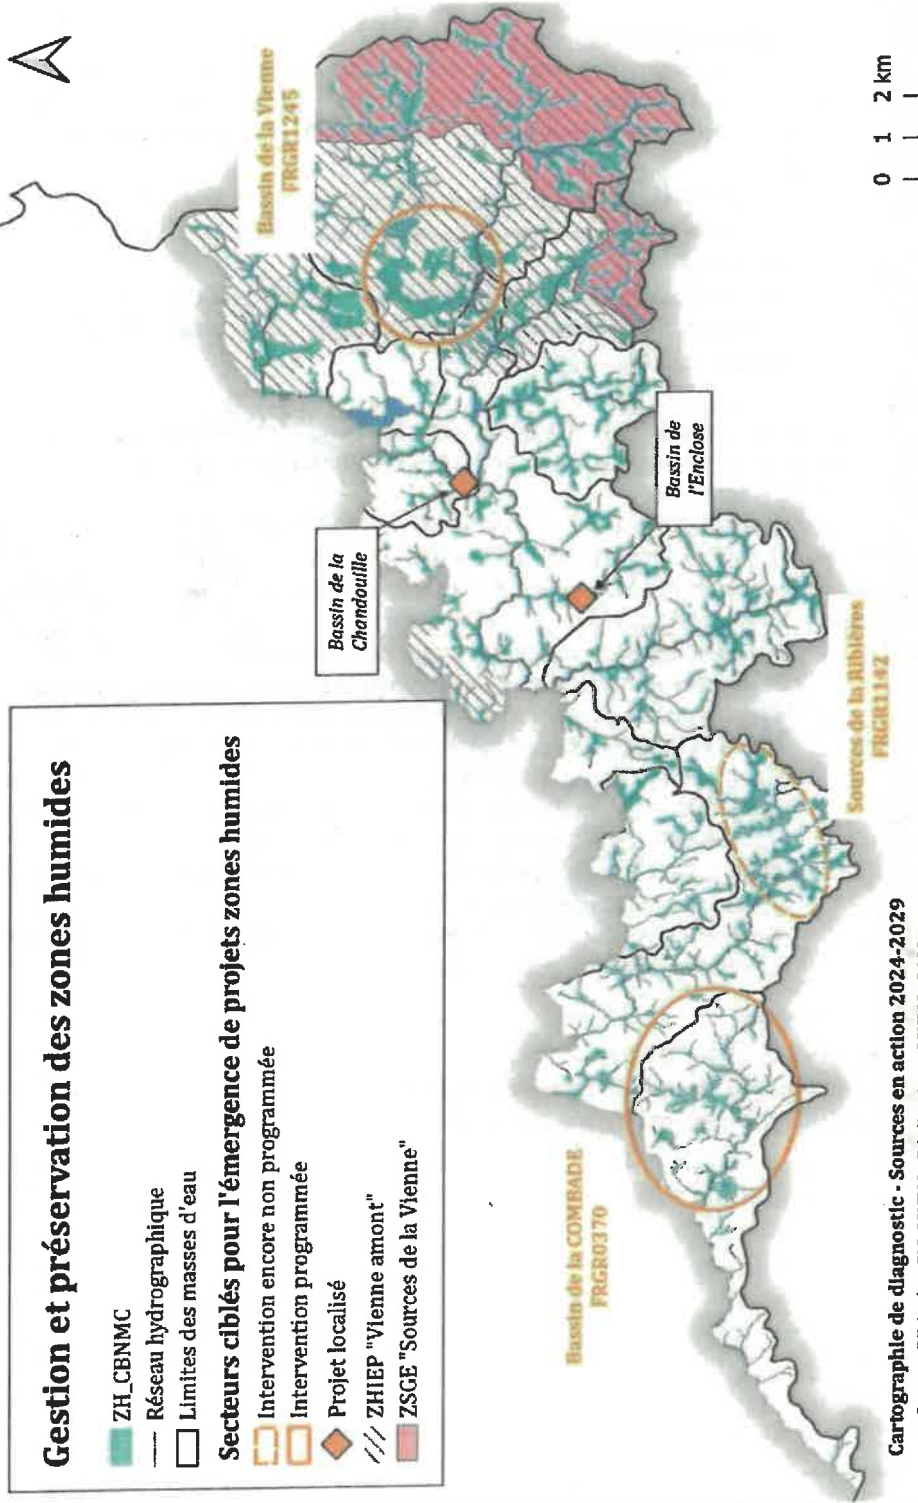 Gestion et préservation des zones humides
ZH_CBNMC
Réseau hydrographique
Limites des masses d'eau
Secteurs ciblés pour l'émergence de projets zones humides
Intervention encore non programmée
Intervention programmée
Projet localisé
ZHIEP "Vienne amont"
ZSGE "Sources de la Vienne"
Bassin de la Vienne
FRGR1245
Bassin de la
Chandouille
Bassin de
l'Enclose
Sources de la Ribières
FRGR1142
Bassin de la COMBADE
FRGR0370
0 1 2 km
Cartographie de diagnostic - Sources en action 2024-2029